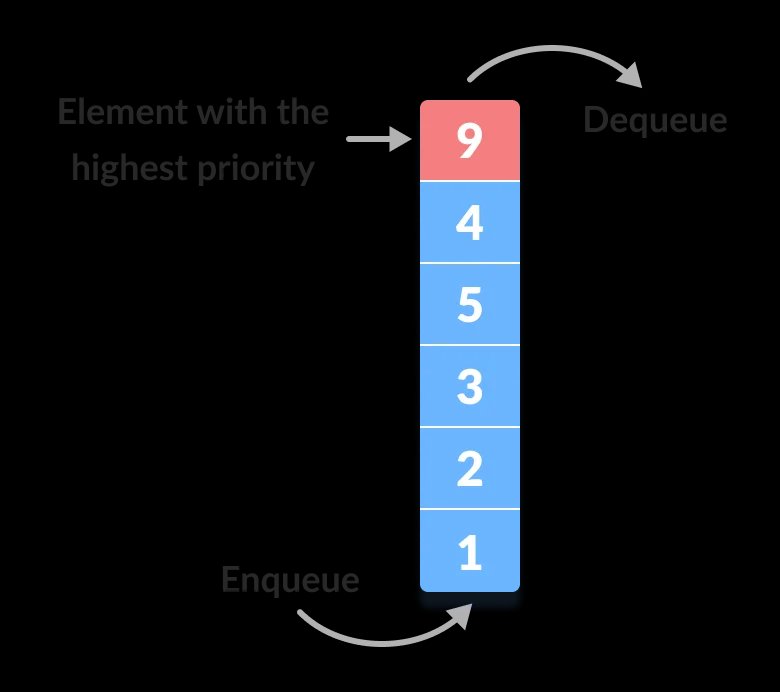 Element with the
highest priority
Dequeue
9
4
5
3
2
1
Enqueue